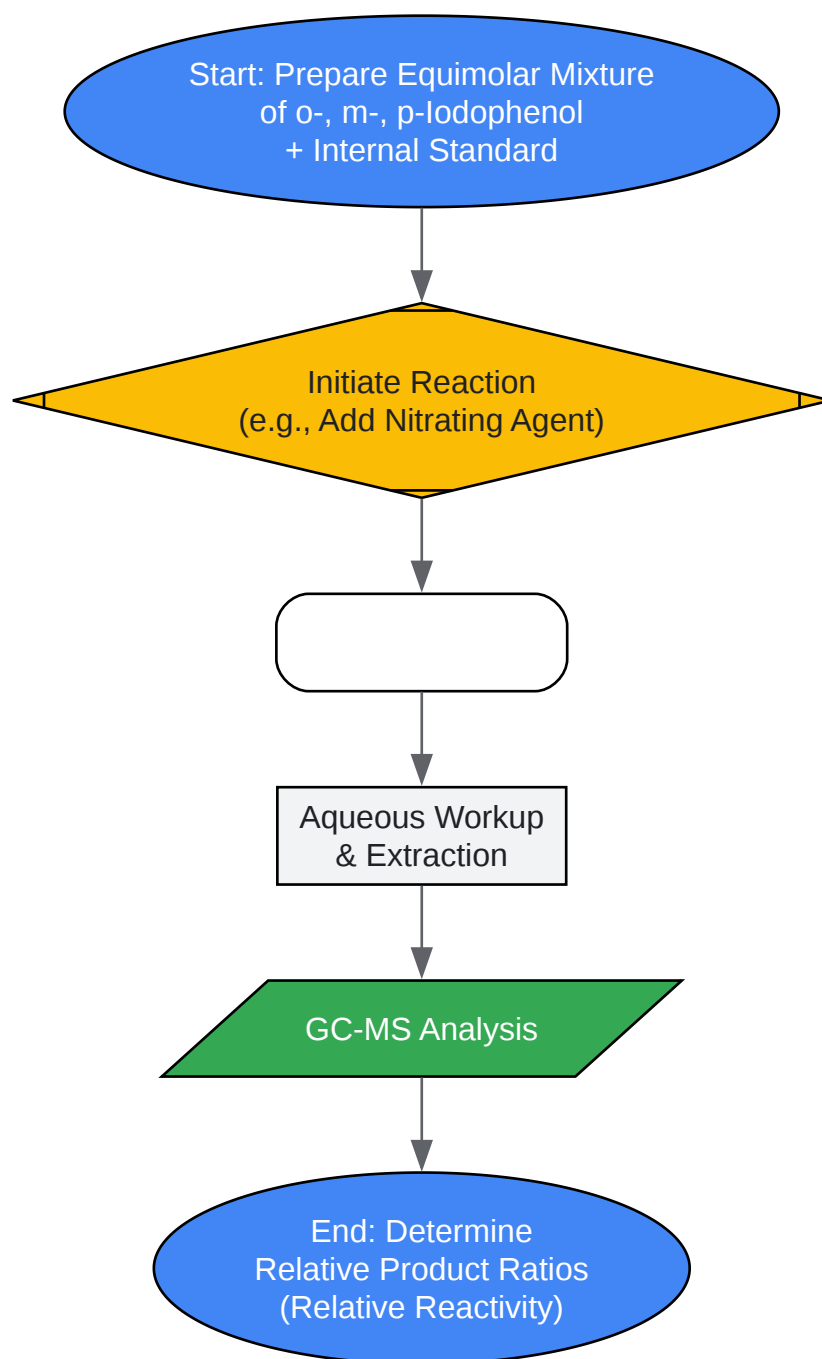 Start: Prepare Equimolar Mixture
of o-, m-, p-Iodophenol
+ Internal Standard
Initiate Reaction
(e.g., Add Nitrating Agent)
Aqueous Workup
& Extraction
GC-MS Analysis
End: Determine
Relative Product Ratios
(Relative Reactivity)